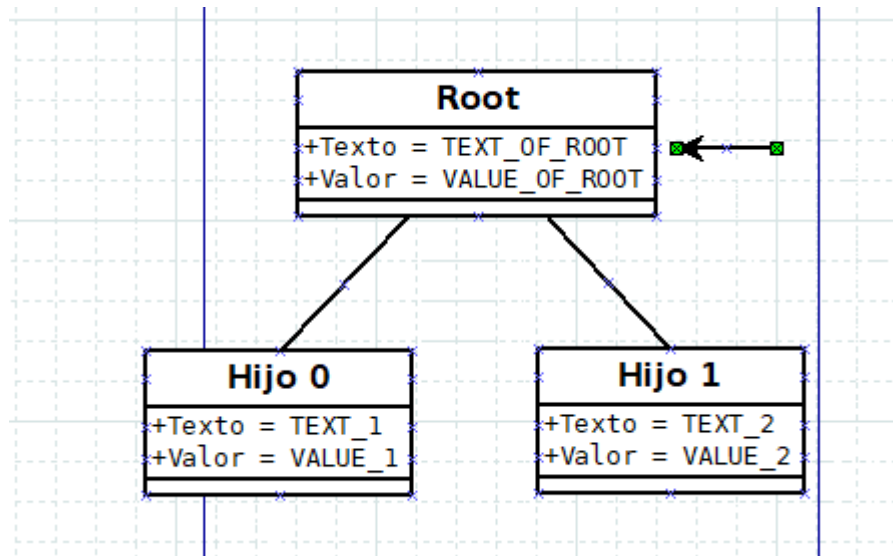 Root
+Texto = TEXT_OF_ROOT
+Valor = VALUE_OF_ROOT
Hijo 0
+Texto = TEXT_1
+Valor = VALUE_1
Hijo 1
+Texto = TEXT_2
+Valor = VALUE_2